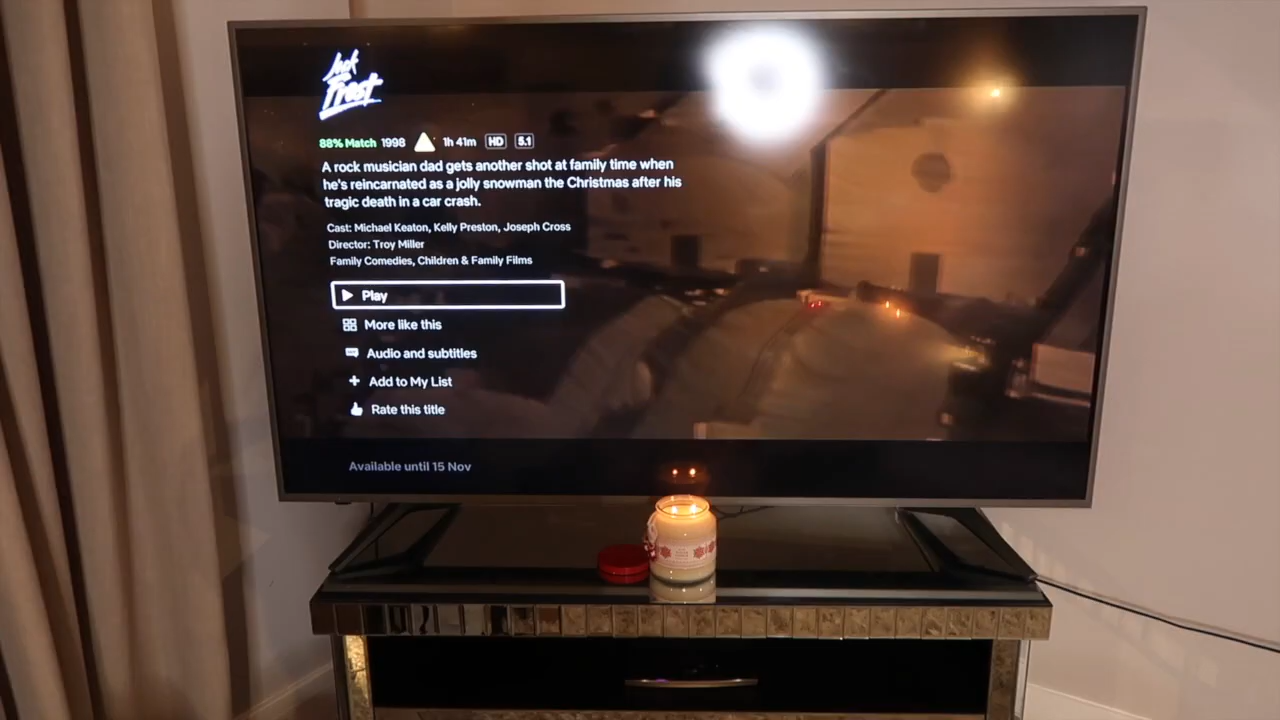 Jack
Frost
88% Match 1998 1h 41m HD 5.1
A rock musician dad gets another shot at family time when
he's reincarnated as a jolly snowman the Christmas after his
tragic death in a car crash.
Cast: Michael Keaton, Kelly Preston, Joseph Cross
Director: Troy Miller
Family Comedies, Children & Family Films
Play
More like this
Audio and subtitles
Add to My List
Rate this title
Available until 15 Nov